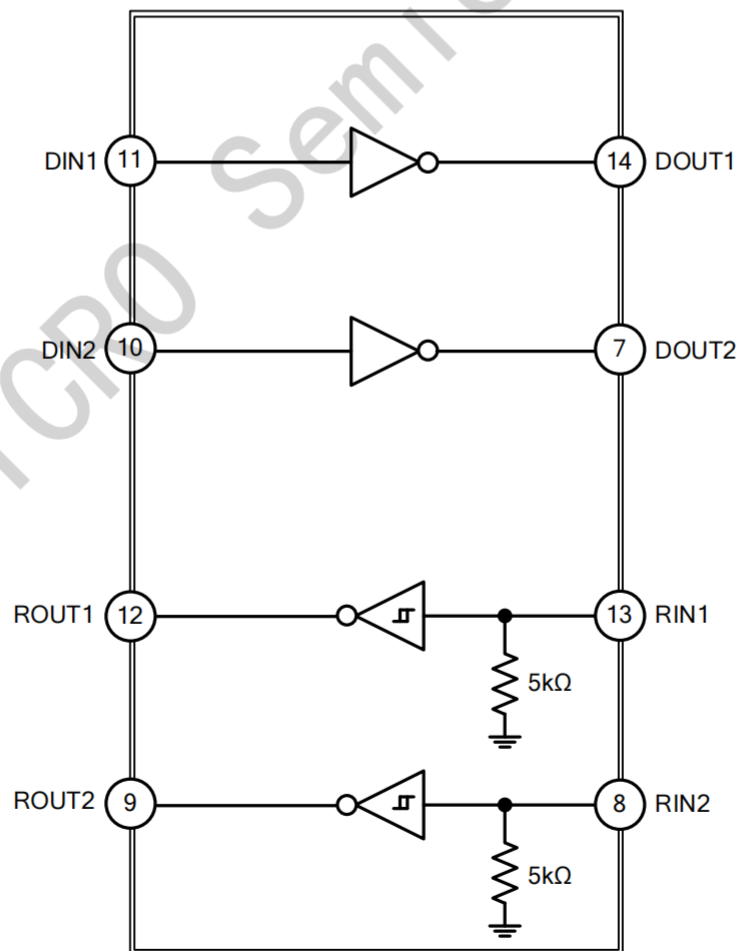 DIN1 11 14 DOUT1
DIN2 10 7 DOUT2
ROUT1 12 13 RIN1
5kΩ
ROUT2 9 8 RIN2
5kΩ